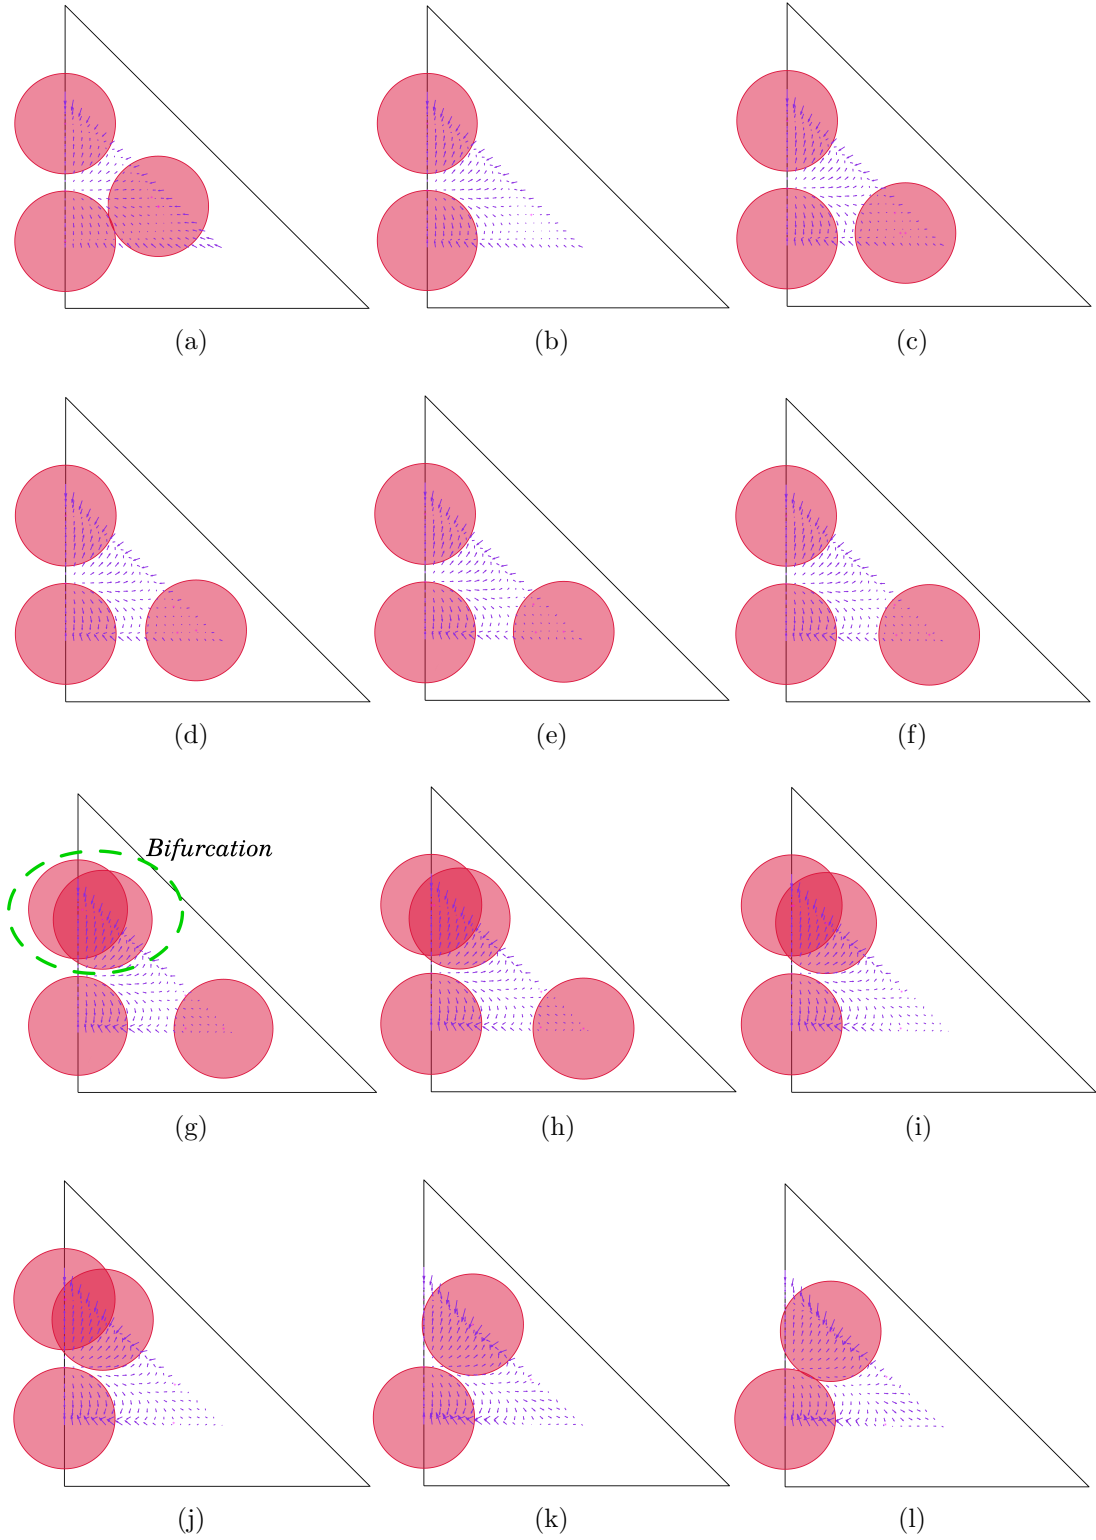 (a) (b) (c)
(d) (e) (f)
Bifurcation
(g) (h) (i)
(j) (k) (l)